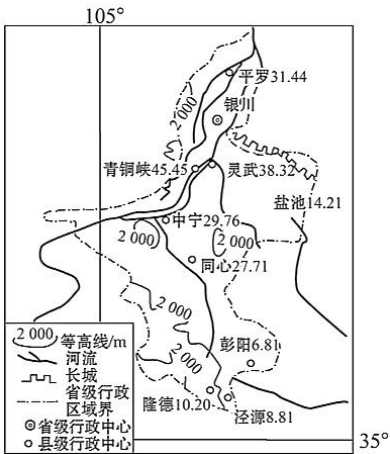 105°
平罗31.44
2 000
银川
青铜峡45.45
灵武38.32
盐池14.21
中宁29.76
2 000
2 000
同心27.71
2 000
彭阳6.81
2 000
隆德10.20
泾源8.81
35°
2 000 等高线/m
河流
长城
省级行政
区域界
省级行政中心
县级行政中心